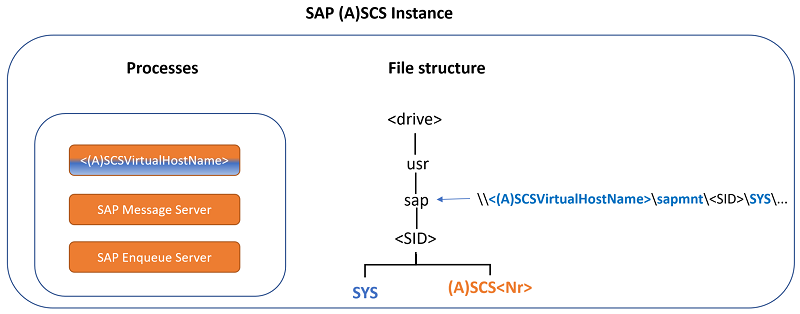 SAP (A)SCS Instance
Processes
File structure
<(A)SCSVirtualHostName>
SAP Message Server
SAP Enqueue Server
<drive>
usr
sap
\\<(A)SCSVirtualHostName>\sapmnt\<SID>\SYS\...
<SID>
SYS
(A)SCS<Nr>